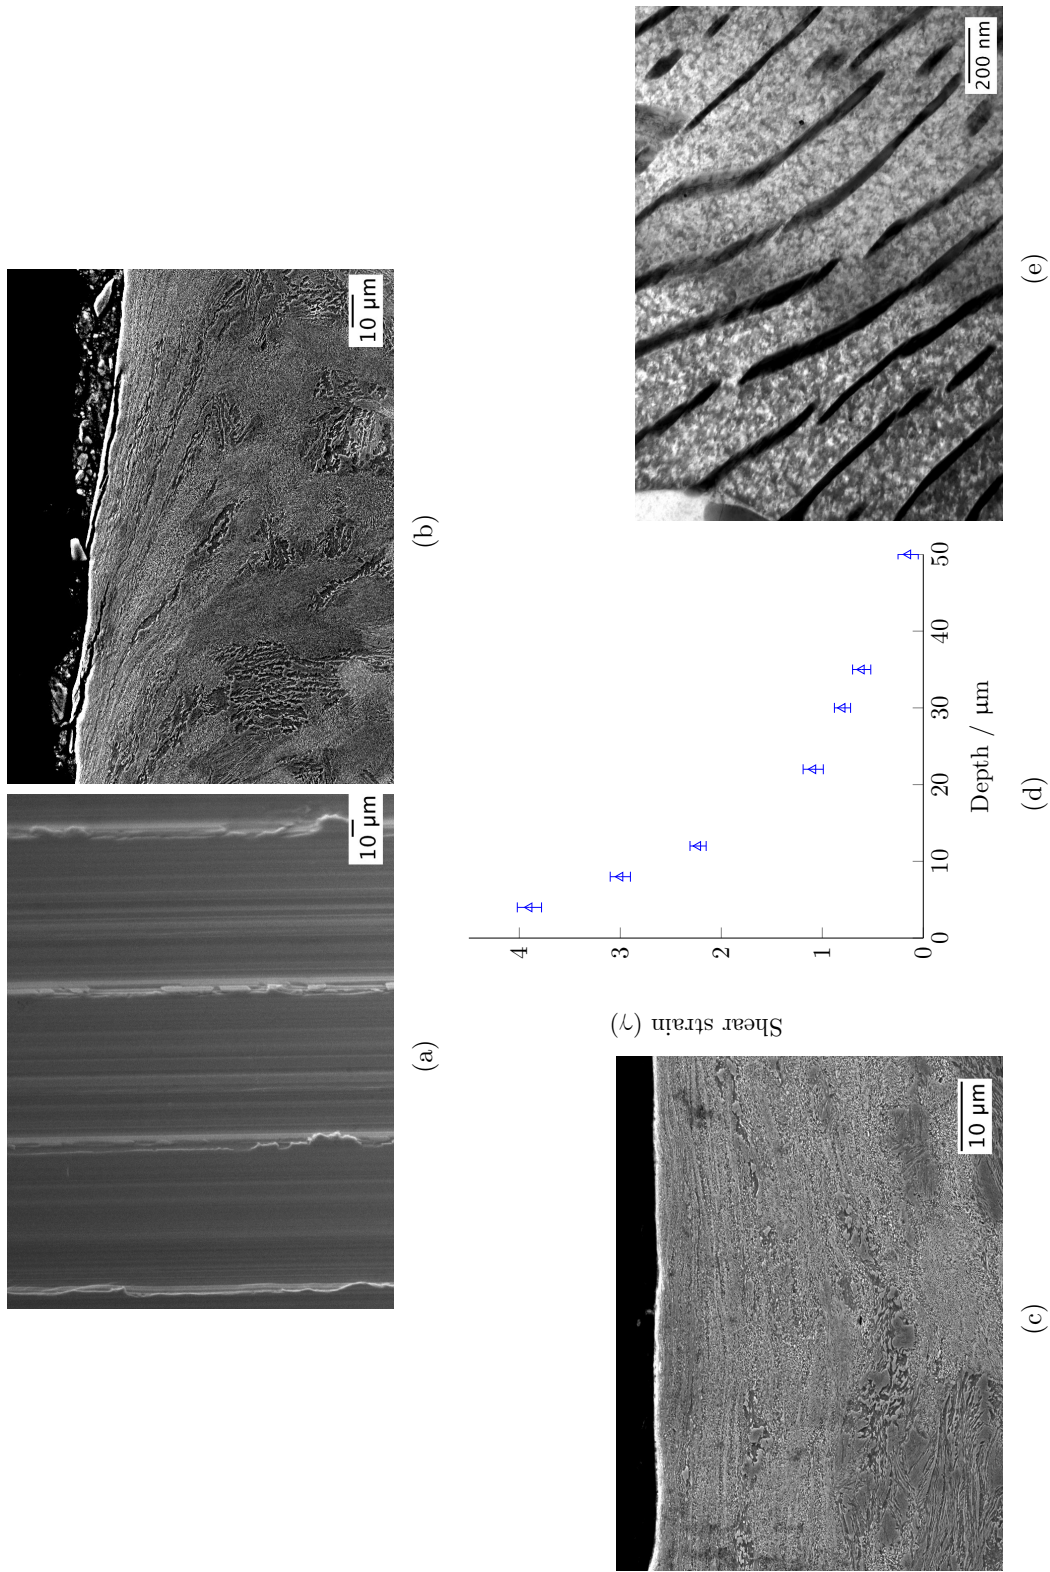 10 µm
(a)
10 µm
(b)
10 µm
(c)
Shear strain (γ)
4
3
2
1
0
0 10 20 30 40 50
Depth / µm
(d)
200 nm
(e)